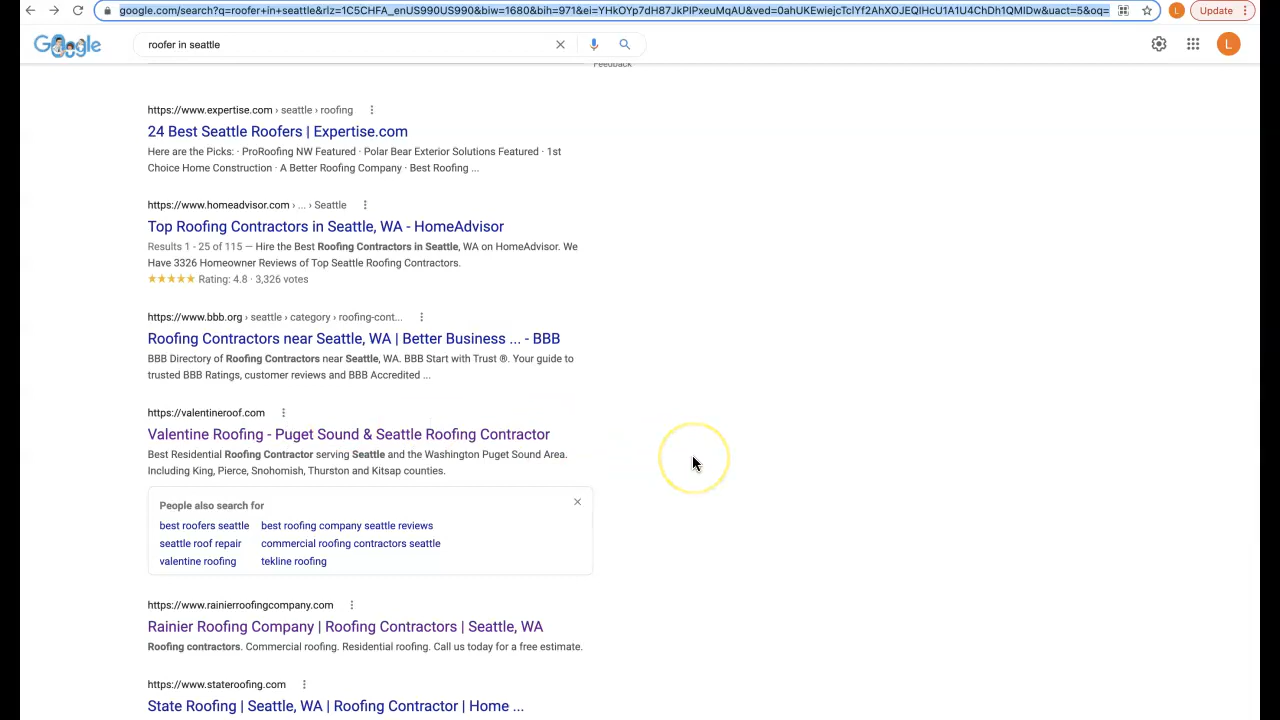 google.com/search?q=roofer+in+seattle&rlz=1C5CHFA_enUS990US990&biw=1680&bih=971&ei=YHkOYp7dH87JkPIPxeuMqAU&ved=0ahUKEwiejcTclYf2AhXOJEQIHcU1A1U4ChDh1QMIDw&uact=5&oq=
L
Update
Google
roofer in seattle
L
Feedback
https://www.expertise.com › seattle › roofing
24 Best Seattle Roofers | Expertise.com
Here are the Picks: · ProRoofing NW Featured · Polar Bear Exterior Solutions Featured · 1st
Choice Home Construction · A Better Roofing Company · Best Roofing ...
https://www.homeadvisor.com › ... › Seattle
Top Roofing Contractors in Seattle, WA - HomeAdvisor
Results 1 - 25 of 115 — Hire the Best Roofing Contractors in Seattle, WA on HomeAdvisor. We
Have 3326 Homeowner Reviews of Top Seattle Roofing Contractors.
★★★★★ Rating: 4.8 · 3,326 votes
https://www.bbb.org › seattle › category › roofing-cont...
Roofing Contractors near Seattle, WA | Better Business ... - BBB
BBB Directory of Roofing Contractors near Seattle, WA. BBB Start with Trust ®. Your guide to
trusted BBB Ratings, customer reviews and BBB Accredited ...
https://valentineroof.com
Valentine Roofing - Puget Sound & Seattle Roofing Contractor
Best Residential Roofing Contractor serving Seattle and the Washington Puget Sound Area.
Including King, Pierce, Snohomish, Thurston and Kitsap counties.
People also search for
best roofers seattle best roofing company seattle reviews
seattle roof repair commercial roofing contractors seattle
valentine roofing tekline roofing
https://www.rainierroofingcompany.com
Rainier Roofing Company | Roofing Contractors | Seattle, WA
Roofing contractors. Commercial roofing. Residential roofing. Call us today for a free estimate.
https://www.stateroofing.com
State Roofing | Seattle, WA | Roofing Contractor | Home ...